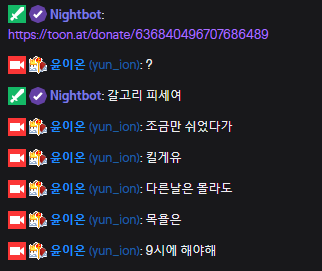 Nightbot:
https://toon.at/donate/636840496707686489
윤이온 (yun_ion): ?
Nightbot: 갈고리 피세여
윤이온 (yun_ion): 조금만 쉬었다가
윤이온 (yun_ion): 킬게유
윤이온 (yun_ion): 다른날은 몰라도
윤이온 (yun_ion): 목욜은
윤이온 (yun_ion): 9시에 해야해